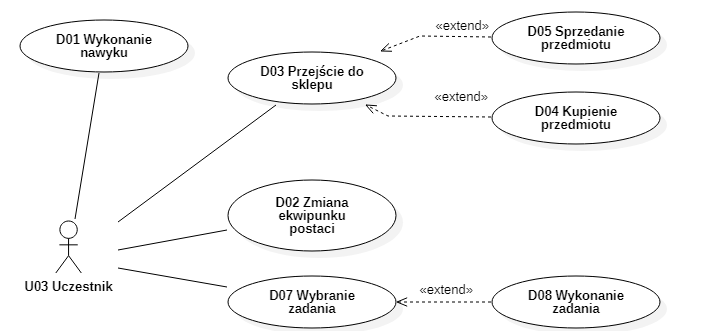 D01 Wykonanie
nawyku
«extend»
D05 Sprzedanie
przedmiotu
D03 Przejście do
sklepu
«extend»
D04 Kupienie
przedmiotu
D02 Zmiana
ekwipunku
postaci
U03 Uczestnik
D07 Wybranie
zadania
«extend»
D08 Wykonanie
zadania